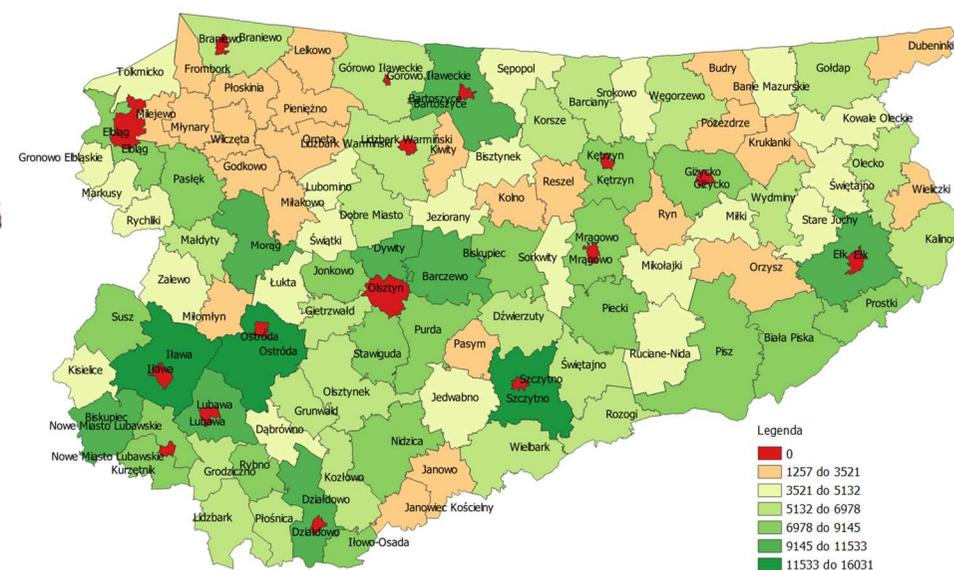 Dubeninki
Braniewo
Braniewo
Lelkowo
Górowo Iławeckie
Górowo Iławeckie
Sępopol
Budry
Gołdap
Frombork
Tolkmicko
Płoskinia
Banie Mazurskie
Bartoszyce
Bartoszyce
Barciany
Srokowo
Węgorzewo
Milejewo
Młynary
Pieniężno
Korsze
Pozezdrze
Kowale Oleckie
Elbląg
Elbląg
Wilczęta
Orneta
Lidzbark Warmiński
Lidzbark Warmiński
Kiwity
Kruklanki
Gronowo Elbląskie
Godkowo
Bisztynek
Kętrzyn
Kętrzyn
Olecko
Pasłęk
Giżycko
Giżycko
Markusy
Lubomino
Kolno
Reszel
Wydminy
Świętajno
Wieliczki
Rychliki
Miłakowo
Dobre Miasto
Jeziorany
Ryn
Miłki
Stare Juchy
Małdyty
Morąg
Świątki
Dywity
Biskupiec
Sorkwity
Mrągowo
Mrągowo
Mikołajki
Orzysz
Ełk
Ełk
Kalino
Zalewo
Łukta
Jonkowo
Olsztyn
Barczewo
Prostki
Susz
Miłomłyn
Gietrzwałd
Purda
Dźwierzuty
Piecki
Biała Piska
Ostróda
Ostróda
Pasym
Pisz
Iława
Iława
Stawiguda
Ruciane-Nida
Kisielice
Świętajno
Szczytno
Szczytno
Olsztynek
Jedwabno
Rozogi
Lubawa
Lubawa
Grunwald
Biskupiec
Nowe Miasto Lubawskie
Dąbrówno
Nidzica
Wielbark
Legenda
Nowe Miasto Lubawskie
Kurzętnik
Grodziczno
Rybno
Kozłowo
Janowo
Janowiec Kościelny
Działdowo
Działdowo
Lidzbark
Płośnica
Iłowo-Osada
0
1257 do 3521
3521 do 5132
5132 do 6978
6978 do 9145
9145 do 11533
11533 do 16031